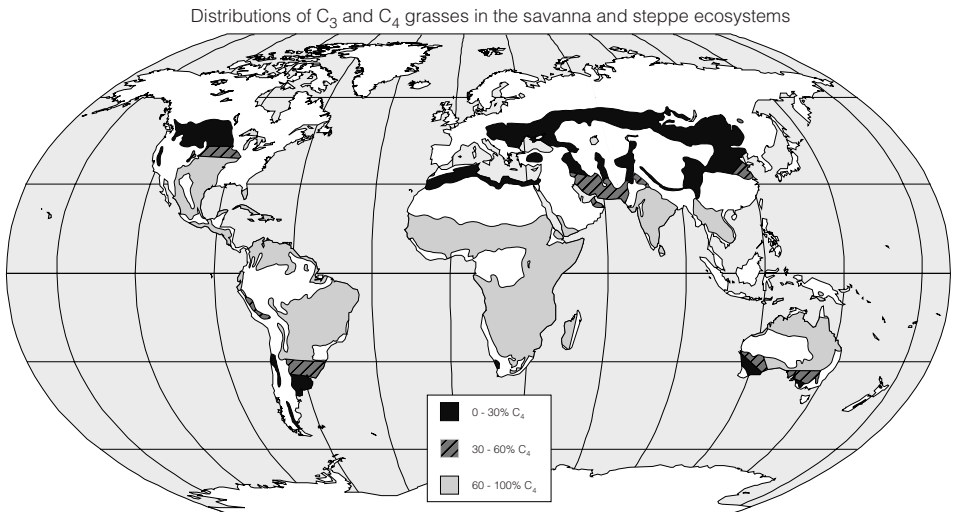 Distributions of C₃ and C₄ grasses in the savanna and steppe ecosystems
0 - 30% C₄
30 - 60% C₄
60 - 100% C₄